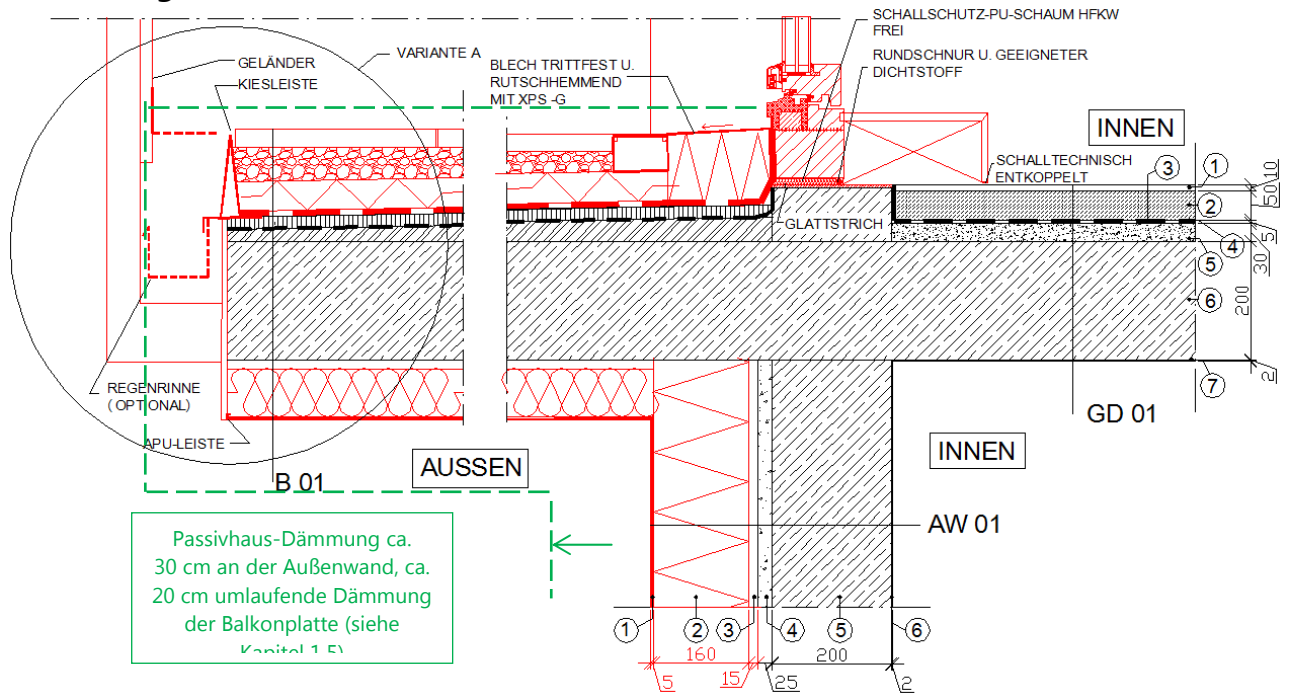 SCHALLSCHUTZ-PU-SCHAUM HFKW
FREI
RUNDSCHNUR U. GEEIGNETER
DICHTSTOFF
VARIANTE A
GELÄNDER
KIESLEISTE
BLECH TRITTFEST U.
RUTSCHHEMMEND
MIT XPS -G
INNEN
SCHALLTECHNISCH
ENTKOPPELT
3
1
2
4
5
6
7
10
50
5
30
200
2
GLATTSTRICH
REGENRINNE
(OPTIONAL)
APU-LEISTE
B 01
AUSSEN
GD 01
INNEN
AW 01
Passivhaus-Dämmung ca.
30 cm an der Außenwand, ca.
20 cm umlaufende Dämmung
der Balkonplatte (siehe
Kapitel 1.5)
1
2
3
4
5
6
160
200
5
15
25
2